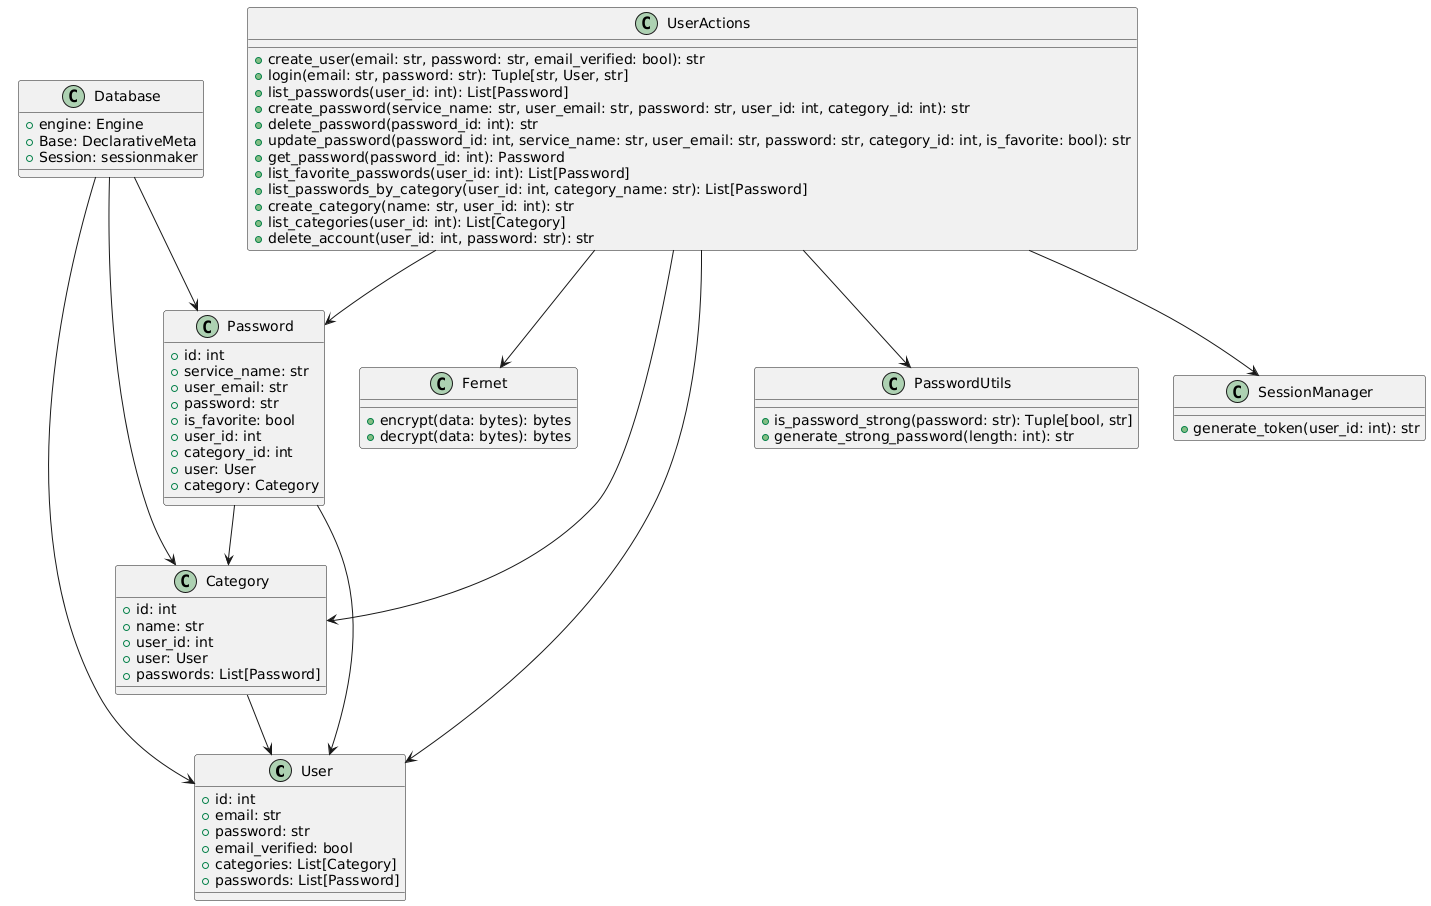 UserActions
create_user(email: str, password: str, email_verified: bool): str
login(email: str, password: str): Tuple[str, User, str]
list_passwords(user_id: int): List[Password]
create_password(service_name: str, user_email: str, password: str, user_id: int, category_id: int): str
delete_password(password_id: int): str
update_password(password_id: int, service_name: str, user_email: str, password: str, category_id: int, is_favorite: bool): str
get_password(password_id: int): Password
list_favorite_passwords(user_id: int): List[Password]
list_passwords_by_category(user_id: int, category_name: str): List[Password]
create_category(name: str, user_id: int): str
list_categories(user_id: int): List[Category]
delete_account(user_id: int, password: str): str
Database
engine: Engine
Base: DeclarativeMeta
Session: sessionmaker
Password
id: int
service_name: str
user_email: str
password: str
is_favorite: bool
user_id: int
category_id: int
user: User
category: Category
Fernet
encrypt(data: bytes): bytes
decrypt(data: bytes): bytes
PasswordUtils
is_password_strong(password: str): Tuple[bool, str]
generate_strong_password(length: int): str
SessionManager
generate_token(user_id: int): str
Category
id: int
name: str
user_id: int
user: User
passwords: List[Password]
User
id: int
email: str
password: str
email_verified: bool
categories: List[Category]
passwords: List[Password]